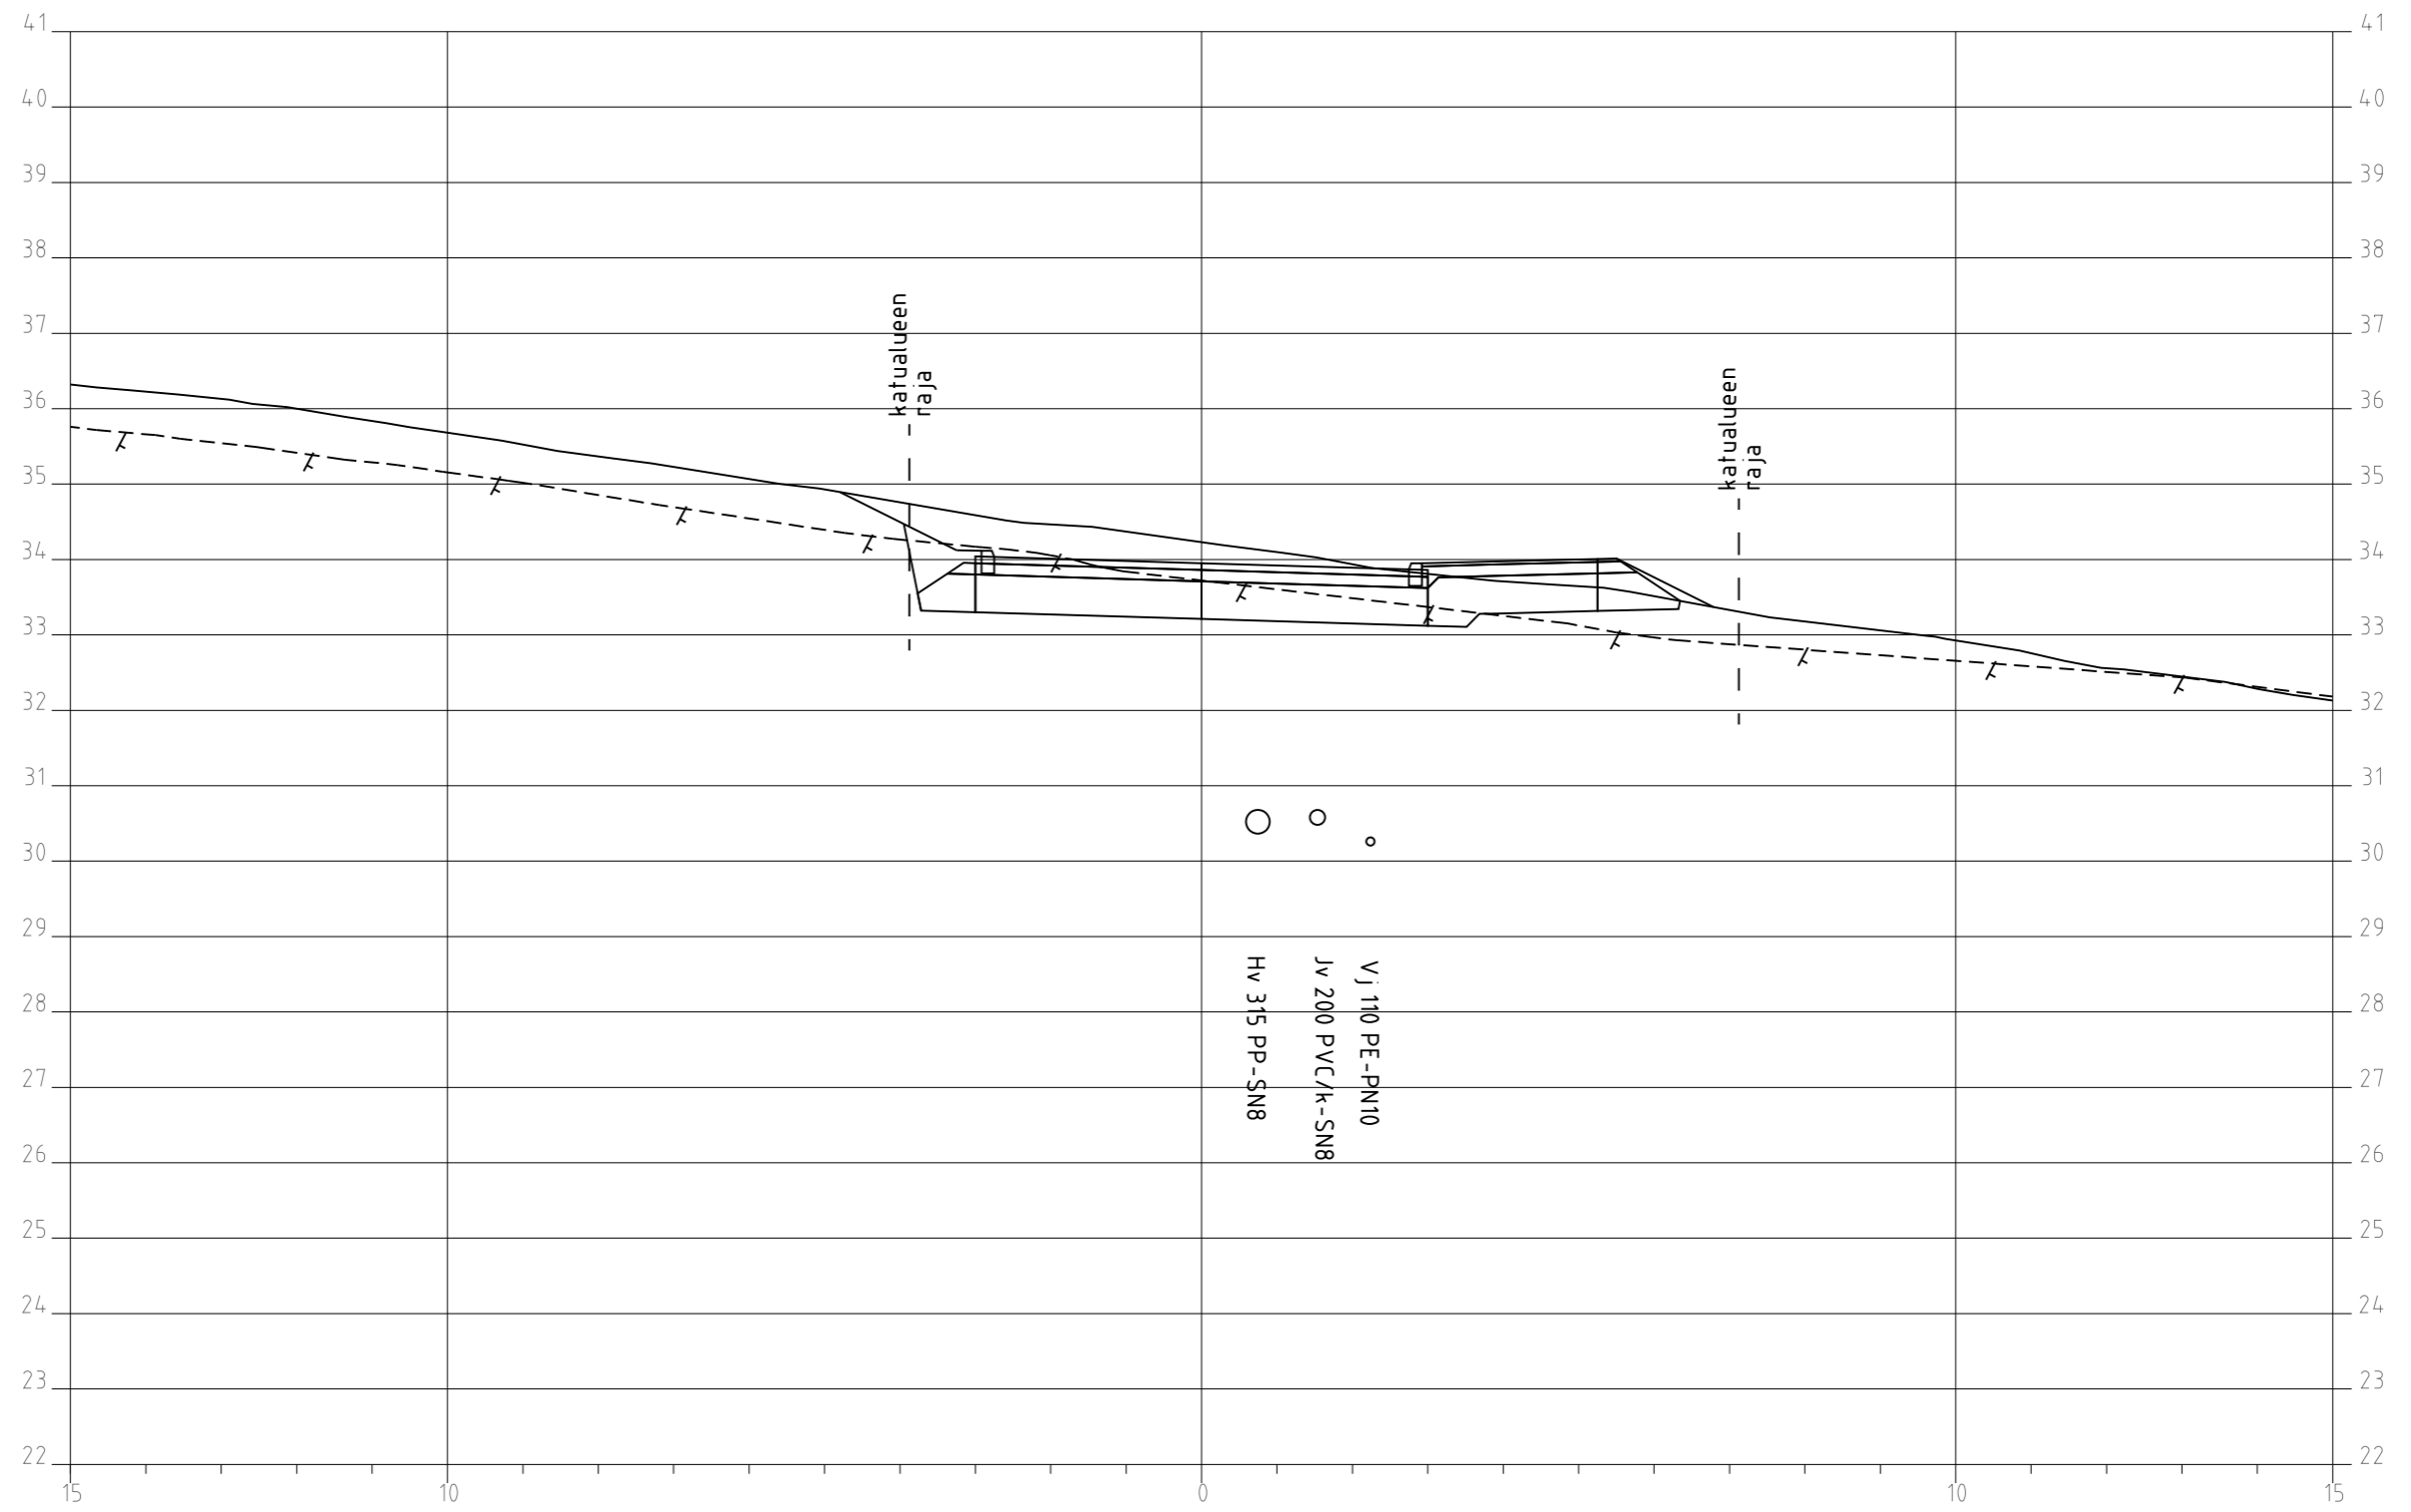 41 41
40 40
39 39
38 38
37 37
36 36
35 35
34 34
33 33
32 32
31 31
30 30
29 29
28 28
27 27
26 26
25 25
24 24
23 23
22 22
katualueen
raja
katualueen
raja
Hv 315 PP-SN8
Jv 200 PVC/k-SN8
Vj 110 PE-PN10
15 10 0 10 15